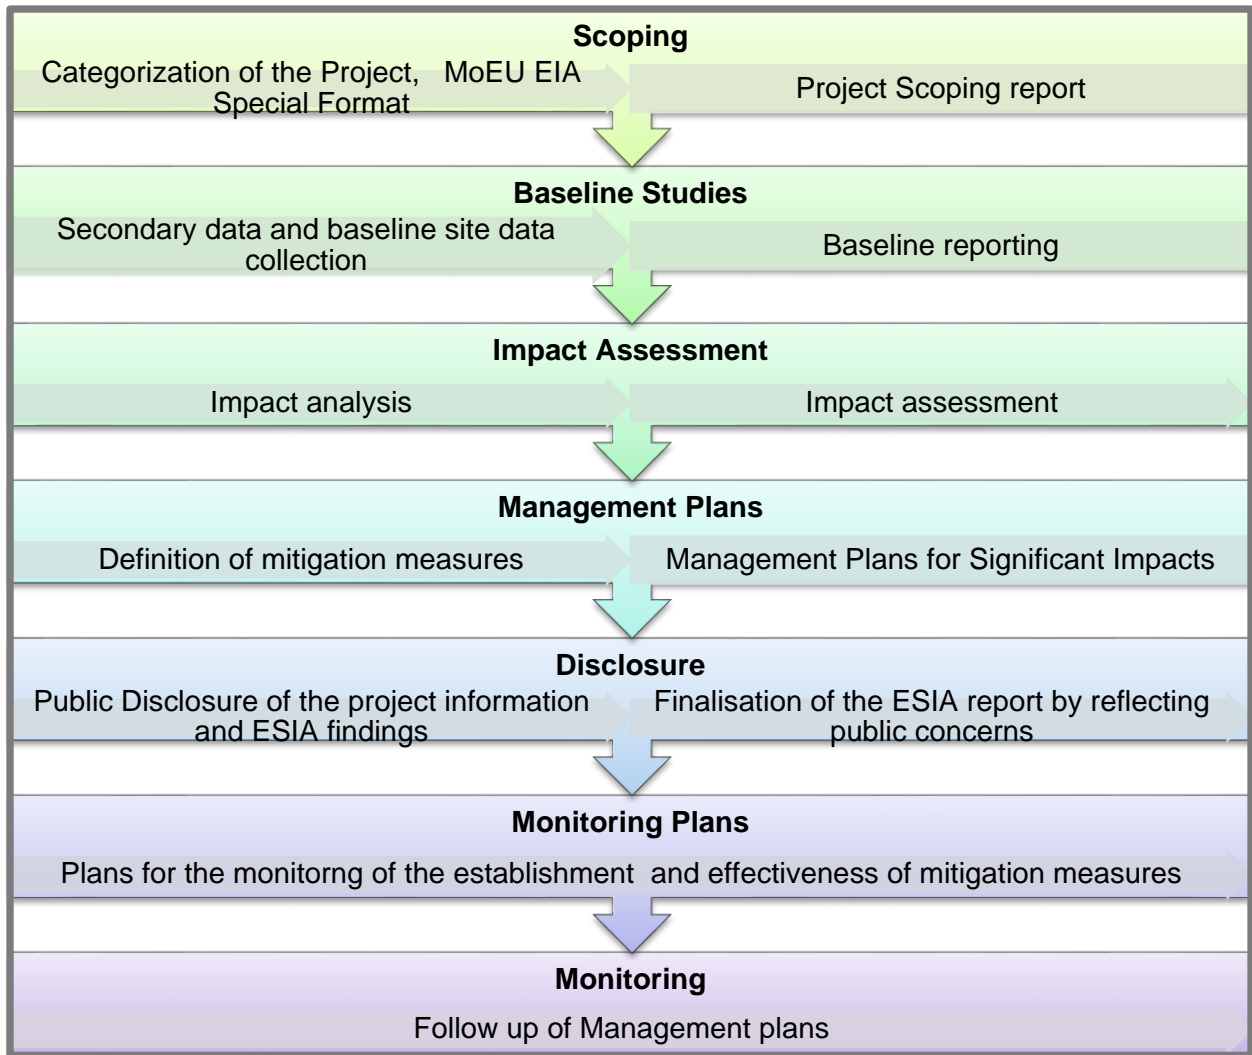 Scoping
Categorization of the Project,   MoEU EIA
Special Format
Project Scoping report
Baseline Studies
Secondary data and baseline site data
collection
Baseline reporting
Impact Assessment
Impact analysis
Impact assessment
Management Plans
Definition of mitigation measures
Management Plans for Significant Impacts
Disclosure
Public Disclosure of the project information
and ESIA findings
Finalisation of the ESIA report by reflecting
public concerns
Monitoring Plans
Plans for the monitorng of the establishment  and effectiveness of mitigation measures
Monitoring
Follow up of Management plans